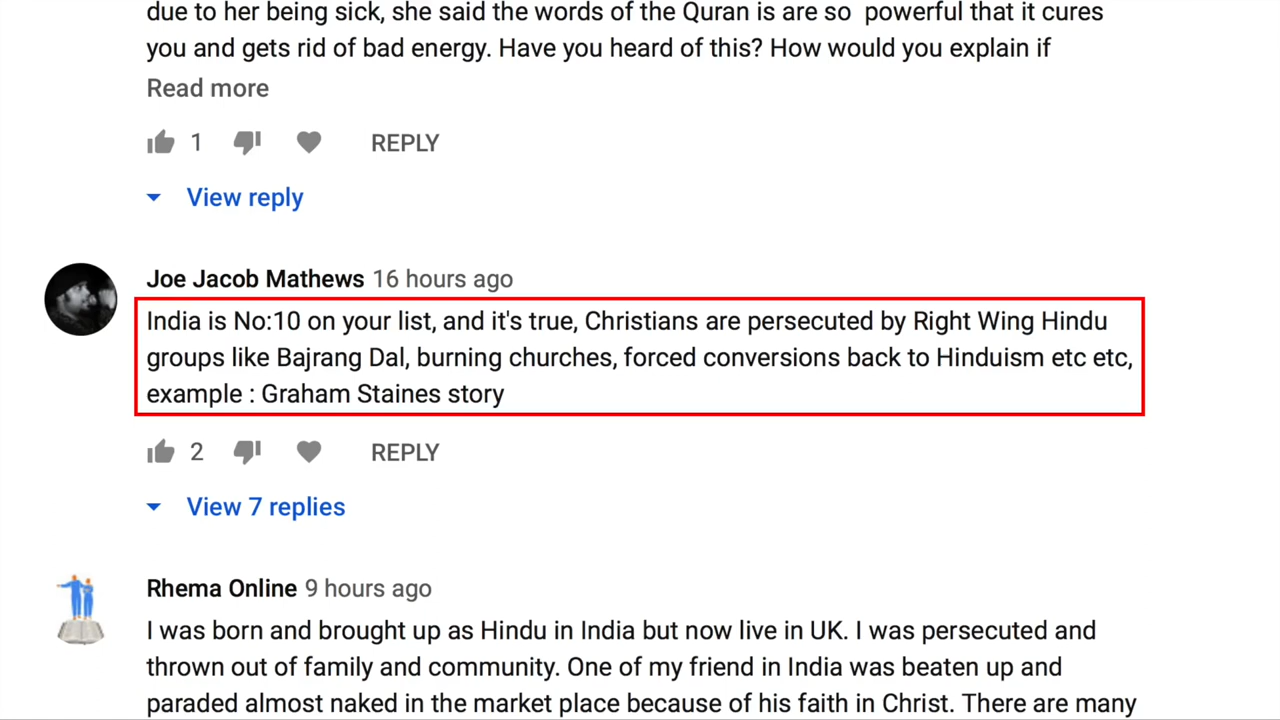 due to her being sick, she said the words of the Quran is are so powerful that it cures
you and gets rid of bad energy. Have you heard of this? How would you explain if
Read more
1 REPLY
View reply
Joe Jacob Mathews 16 hours ago
India is No:10 on your list, and it's true, Christians are persecuted by Right Wing Hindu
groups like Bajrang Dal, burning churches, forced conversions back to Hinduism etc etc,
example : Graham Staines story
2 REPLY
View 7 replies
Rhema Online 9 hours ago
I was born and brought up as Hindu in India but now live in UK. I was persecuted and
thrown out of family and community. One of my friend in India was beaten up and
paraded almost naked in the market place because of his faith in Christ. There are many